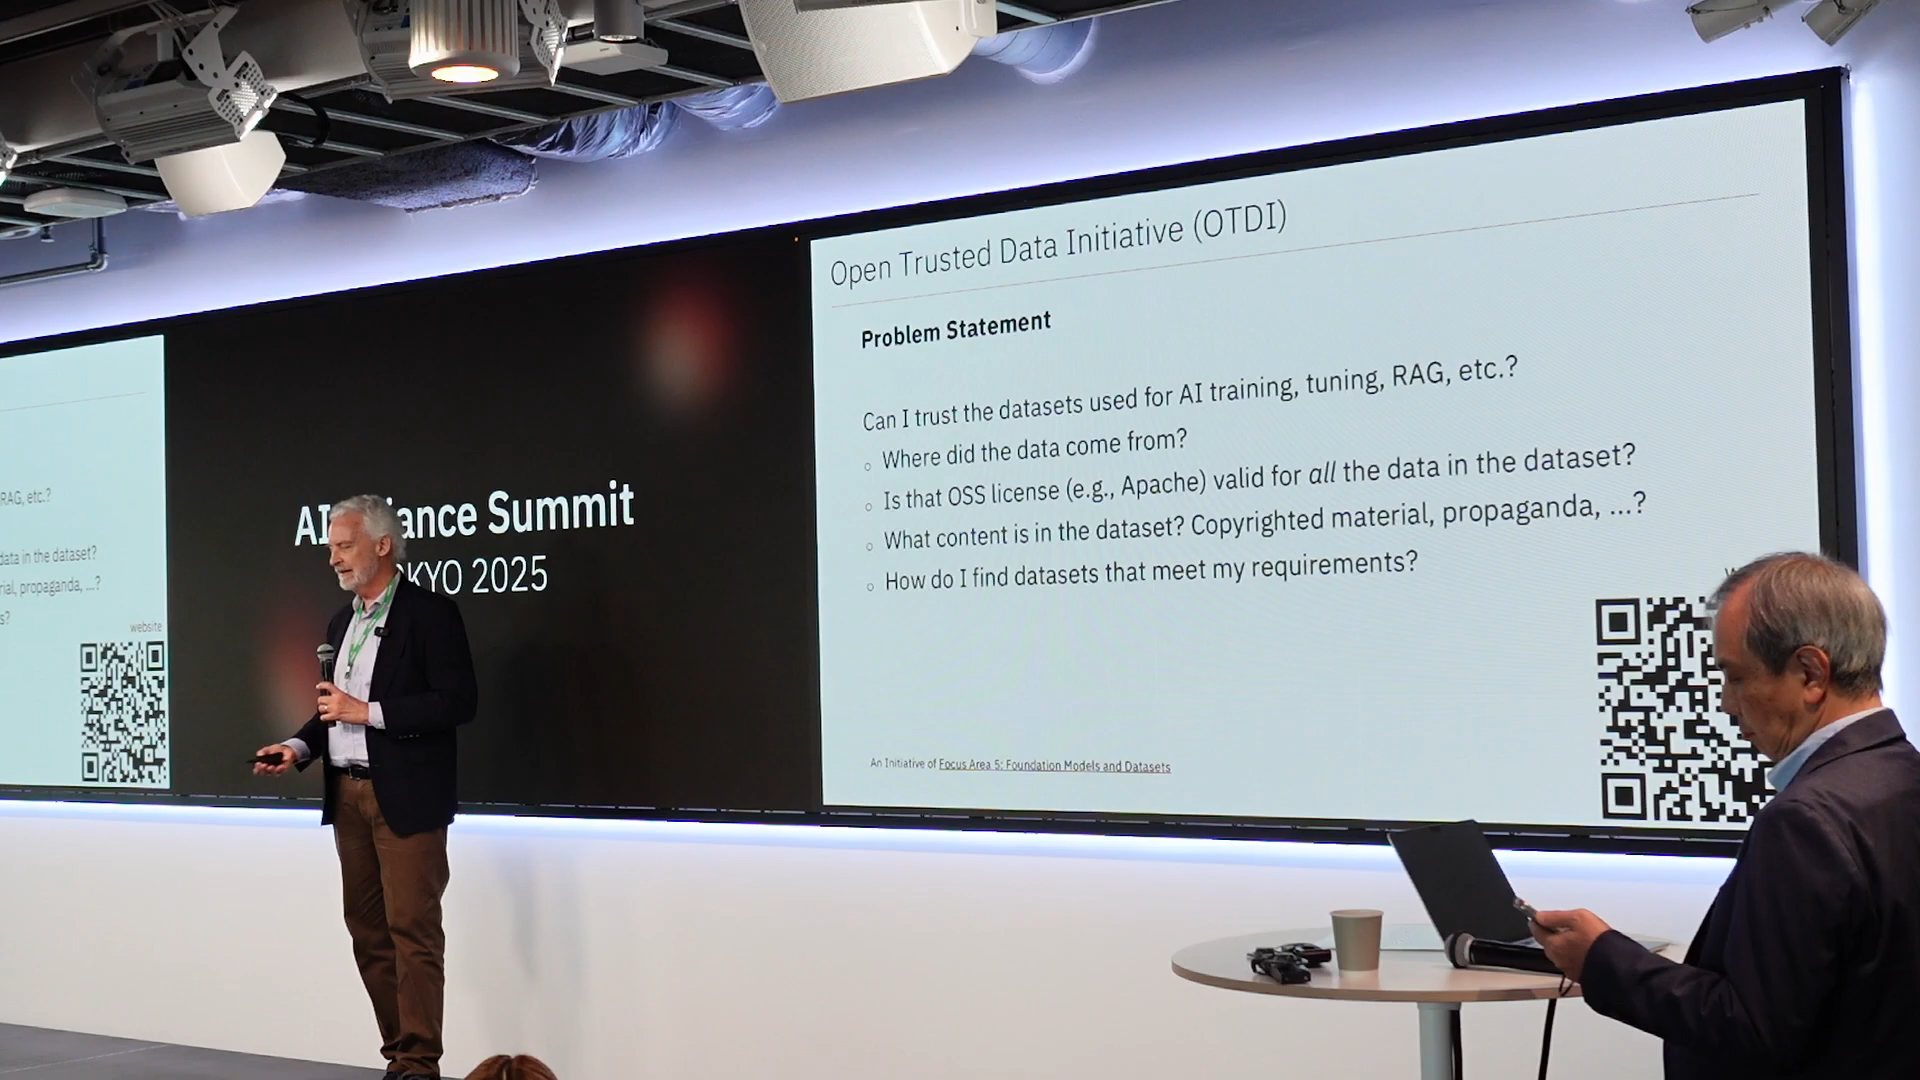 RAG, etc.?
data in the dataset?
rial, propaganda, ...?
s?
website
AI ance Summit
KYO 2025
Open Trusted Data Initiative (OTDI)
Problem Statement
Can I trust the datasets used for AI training, tuning, RAG, etc.?
◦ Where did the data come from?
◦ Is that OSS license (e.g., Apache) valid for all the data in the dataset?
◦ What content is in the dataset? Copyrighted material, propaganda, ...?
◦ How do I find datasets that meet my requirements?
An Initiative of Focus Area 5: Foundation Models and Datasets